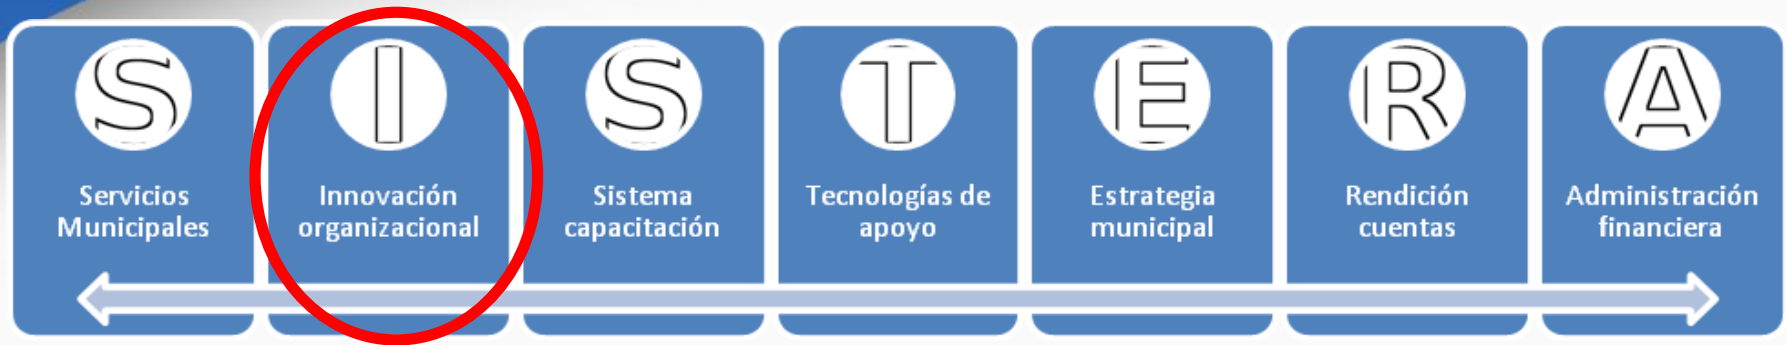 S I S T E R A
Servicios Innovación Sistema Tecnologías de Estrategia Rendición Administración
Municipales organizacional capacitación apoyo municipal cuentas financiera